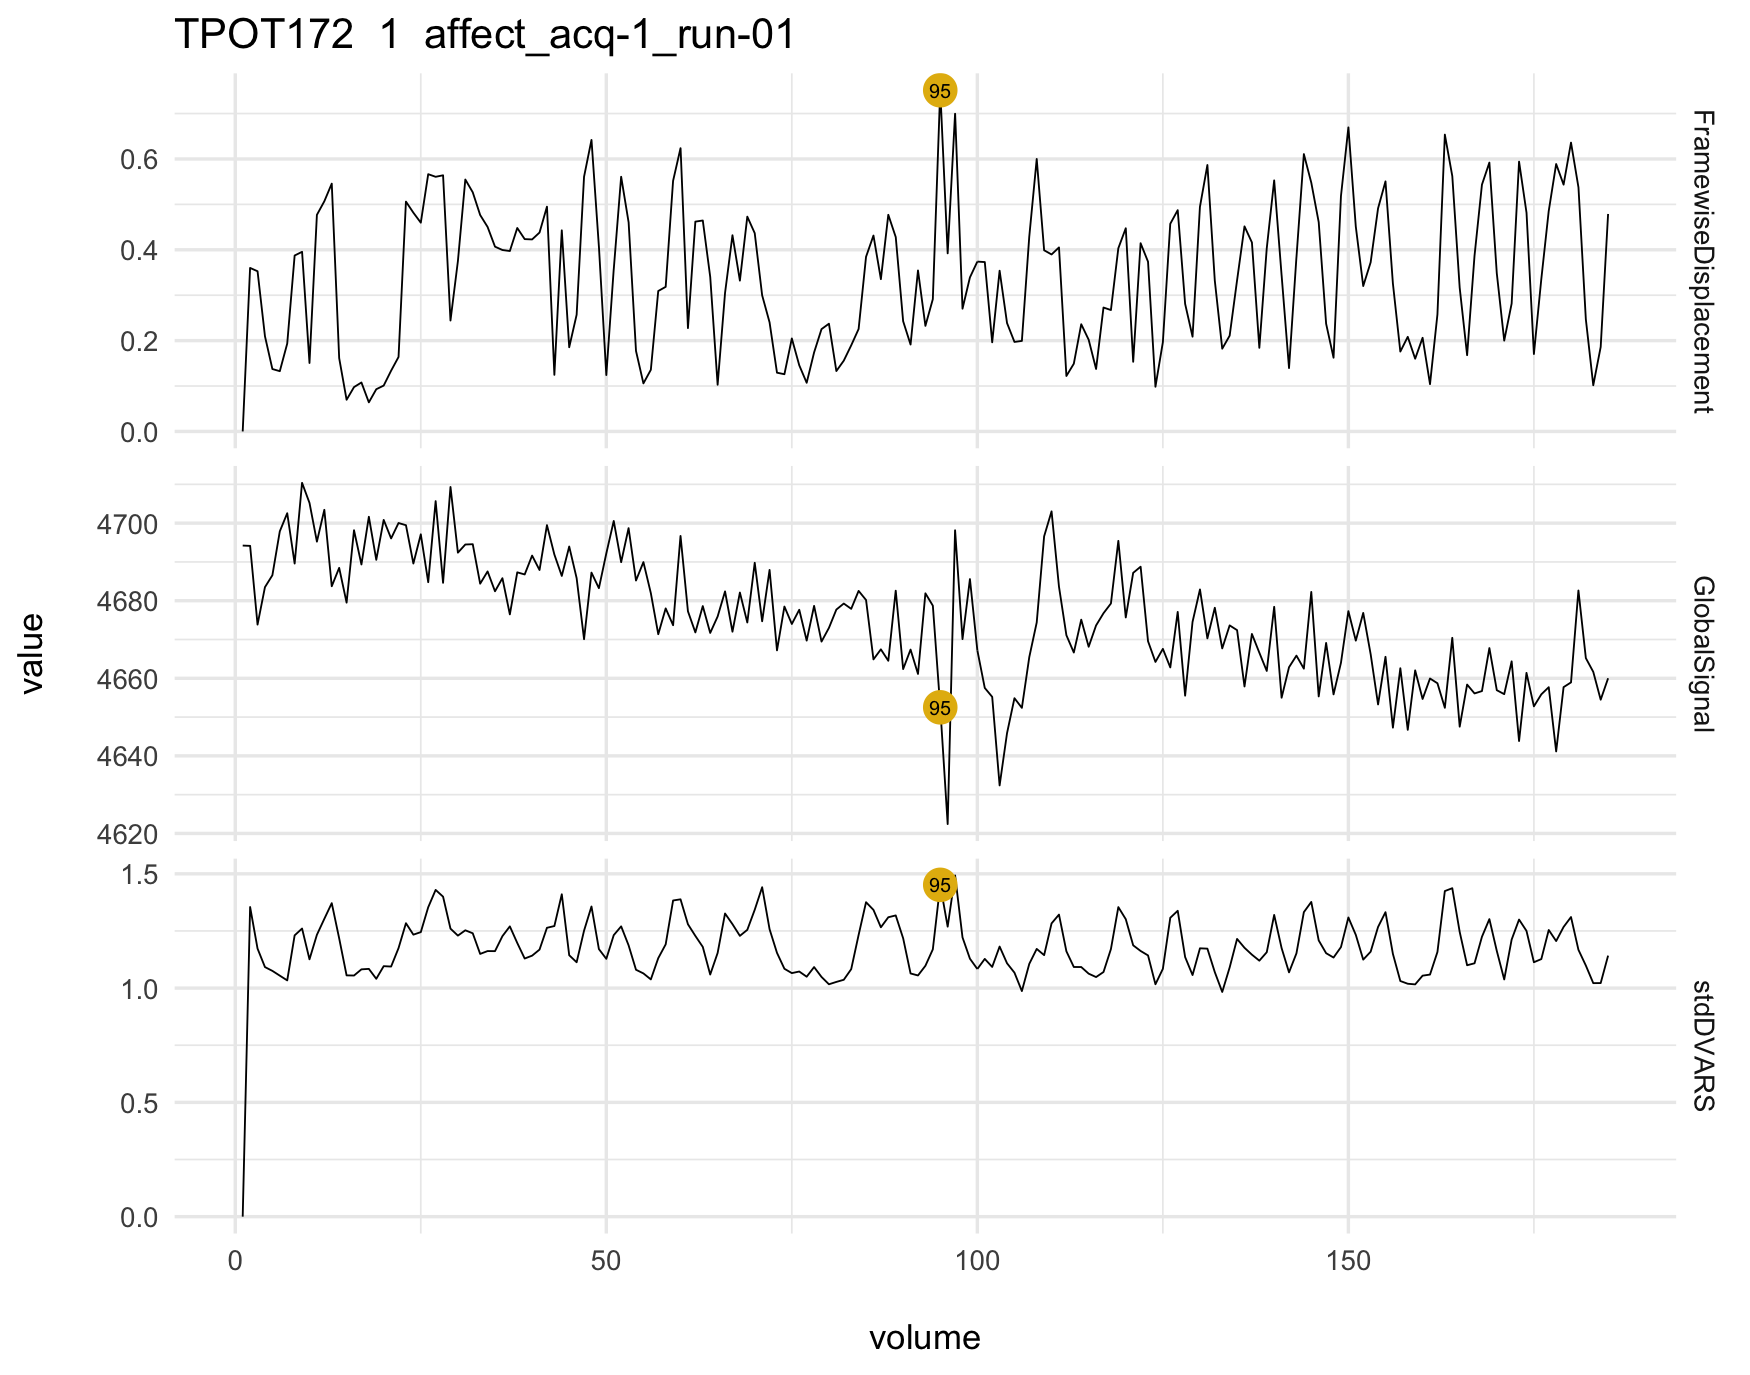 TPOT172 1 affect_acq-1_run-01
95
0.6
0.4
0.2
0.0
FramewiseDisplacement
4700
4680
4660
4640
4620
95
GlobalSignal
value
1.5
1.0
0.5
0.0
95
stdDVARS
0 50 100 150
volume